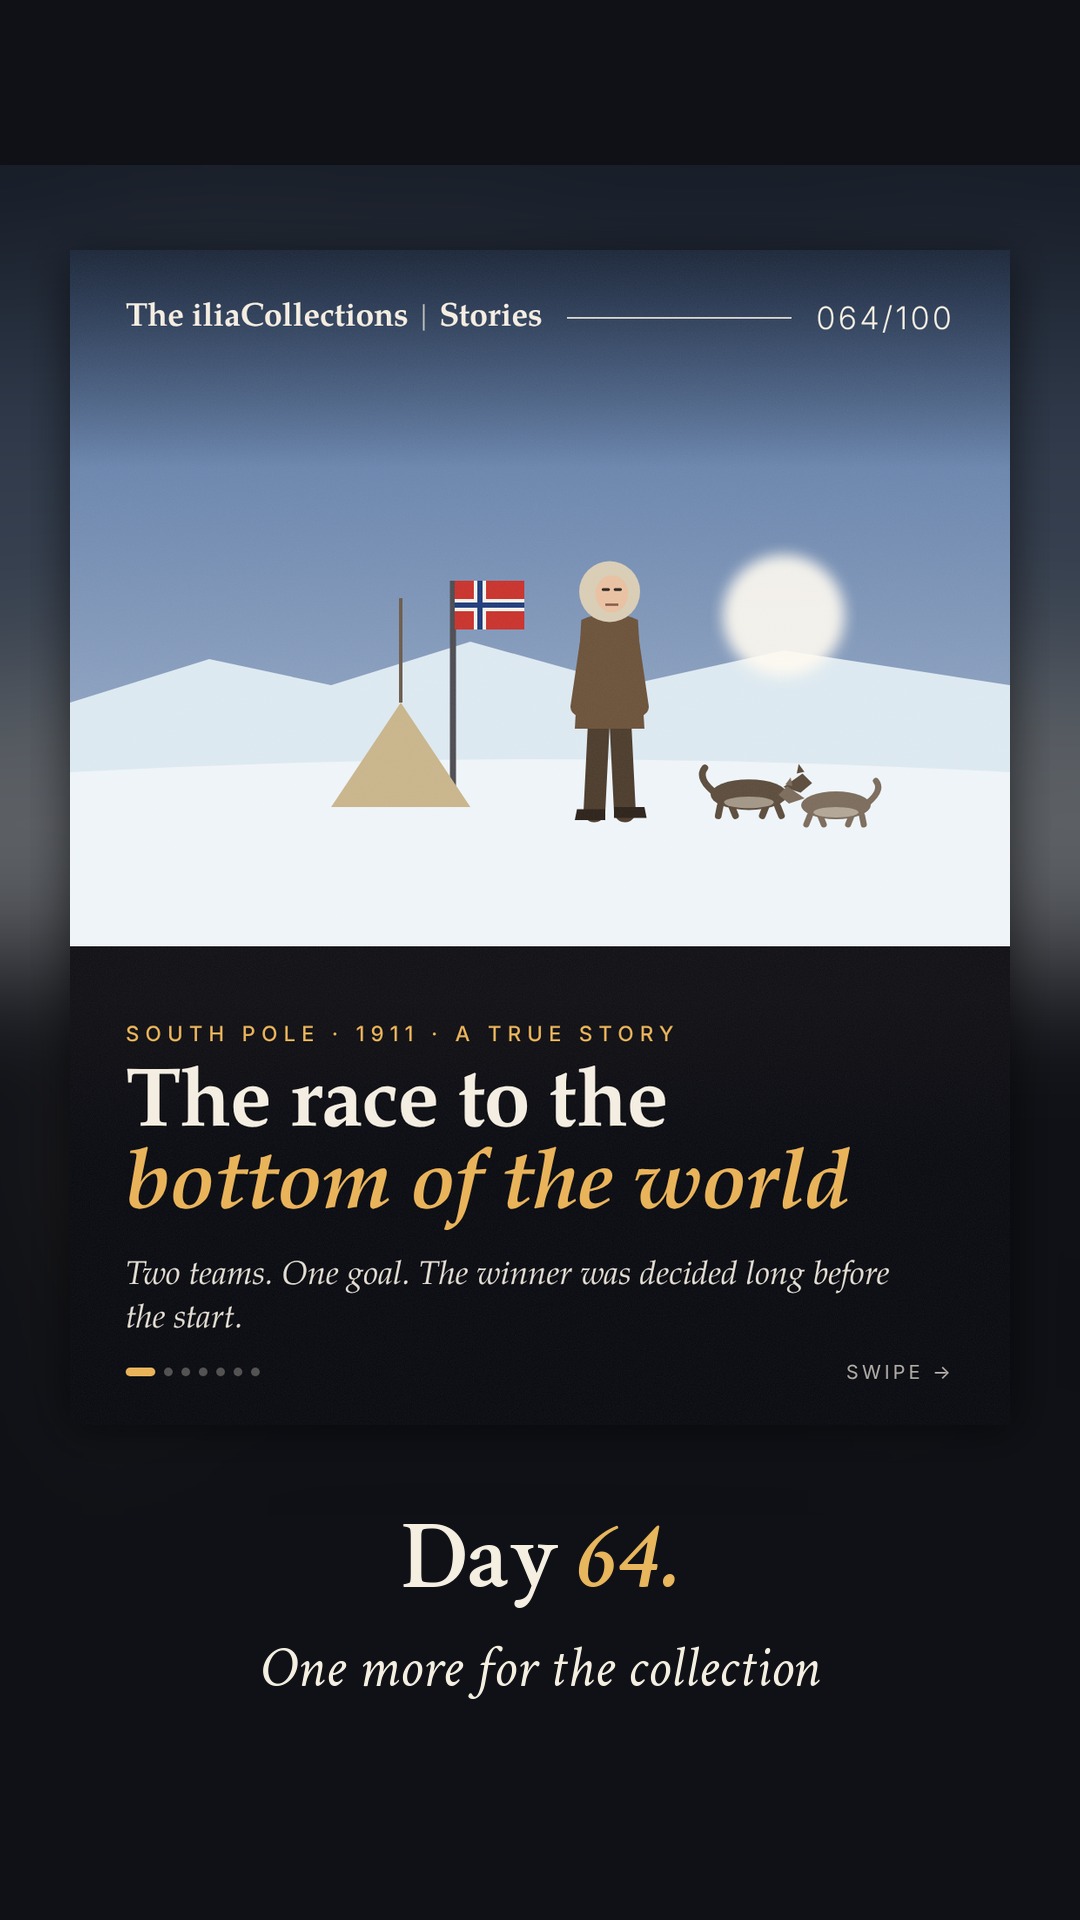 The iliaCollections | Stories 064/100
SOUTH POLE · 1911 · A TRUE STORY
The race to the
bottom of the world
Two teams. One goal. The winner was decided long before
the start.
SWIPE →
Day 64.
One more for the collection